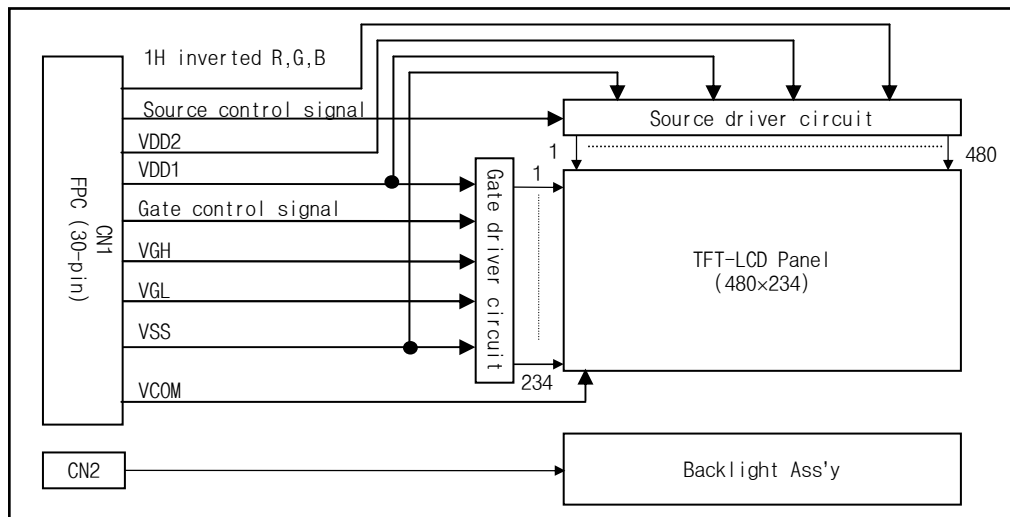 1H inverted R,G,B
Source control signal
VDD2
VDD1
Gate control signal
VGH
VGL
VSS
VCOM
CN1
FPC (30-pin)
Gate driver circuit
1
234
Source driver circuit
1
480
TFT-LCD Panel
(480×234)
CN2
Backlight Ass'y